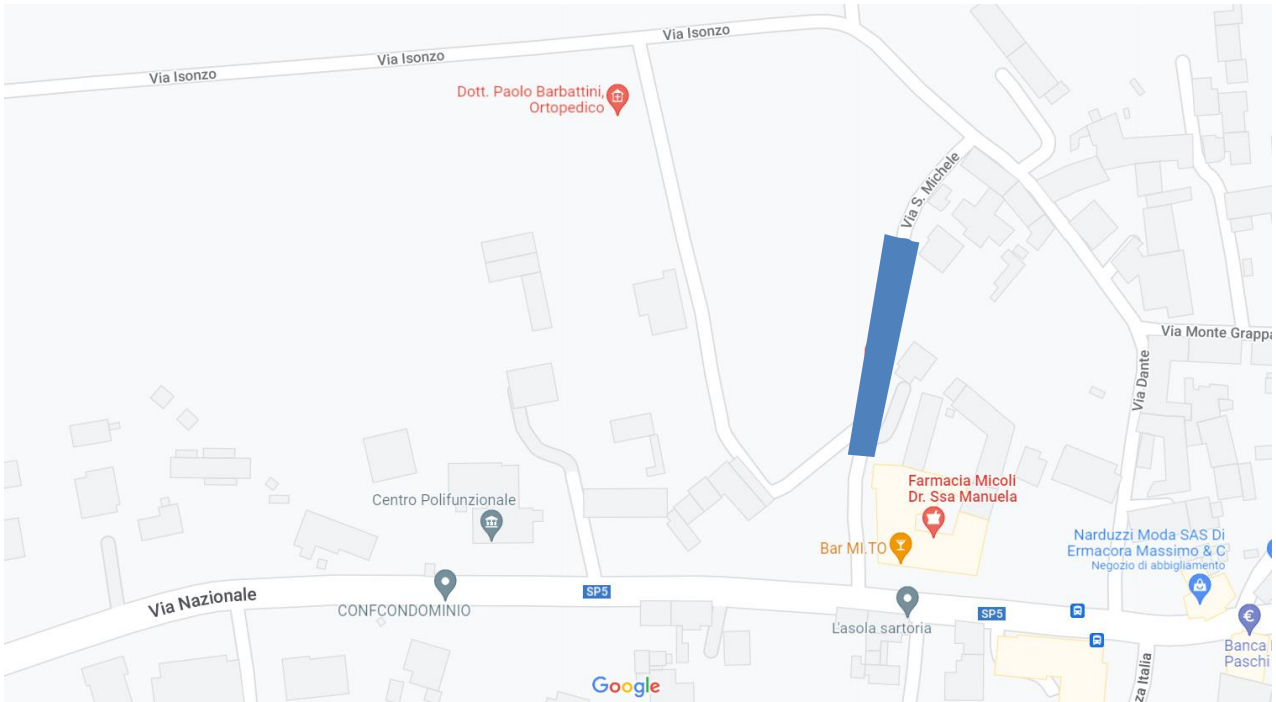 Via Isonzo
Via Isonzo
Via Isonzo
Dott. Paolo Barbattini,
Ortopedico
Via S. Michele
Via Monte Grappa
Via Dante
Farmacia Micoli
Dr. Ssa Manuela
Centro Polifunzionale
Bar MI.TO
Narduzzi Moda SAS Di
Ermacora Massimo & C
Negozio di abbigliamento
Via Nazionale
CONFCONDOMINIO
SP5
SP5
L'asola sartoria
Banca
Paschi
za Italia
Google